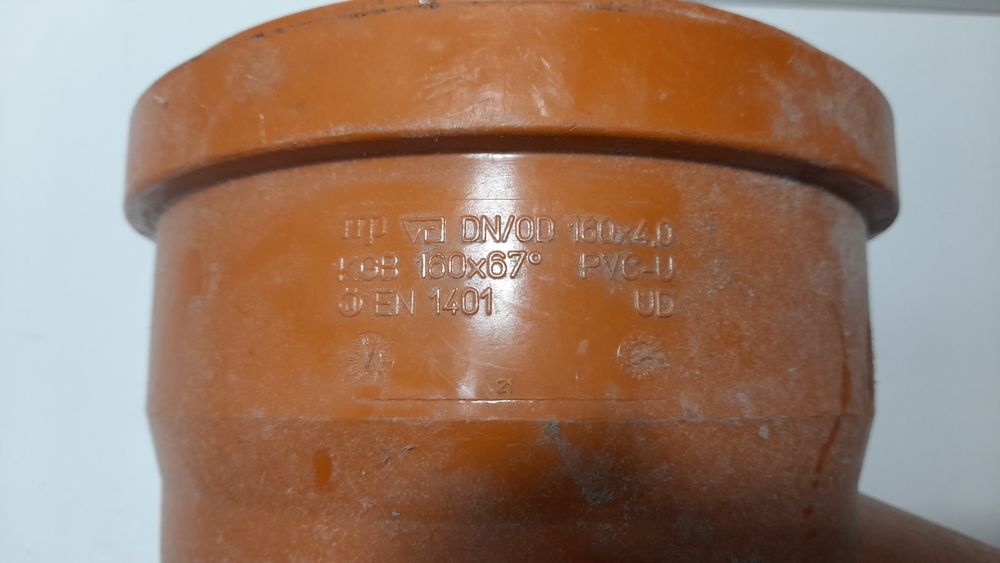 DN/OD 160x4,0
KGB 160x67° PVC-U
EN 1401 UD
21